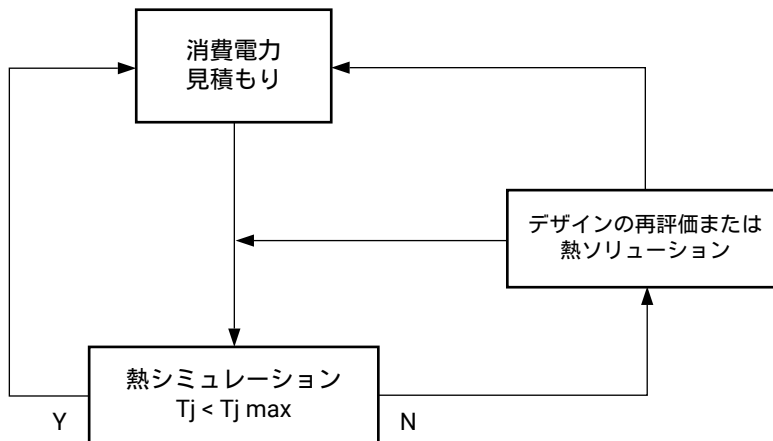 消費電力
見積もり
デザインの再評価または
熱ソリューション
熱シミュレーション
Tj < Tj max
Y
N